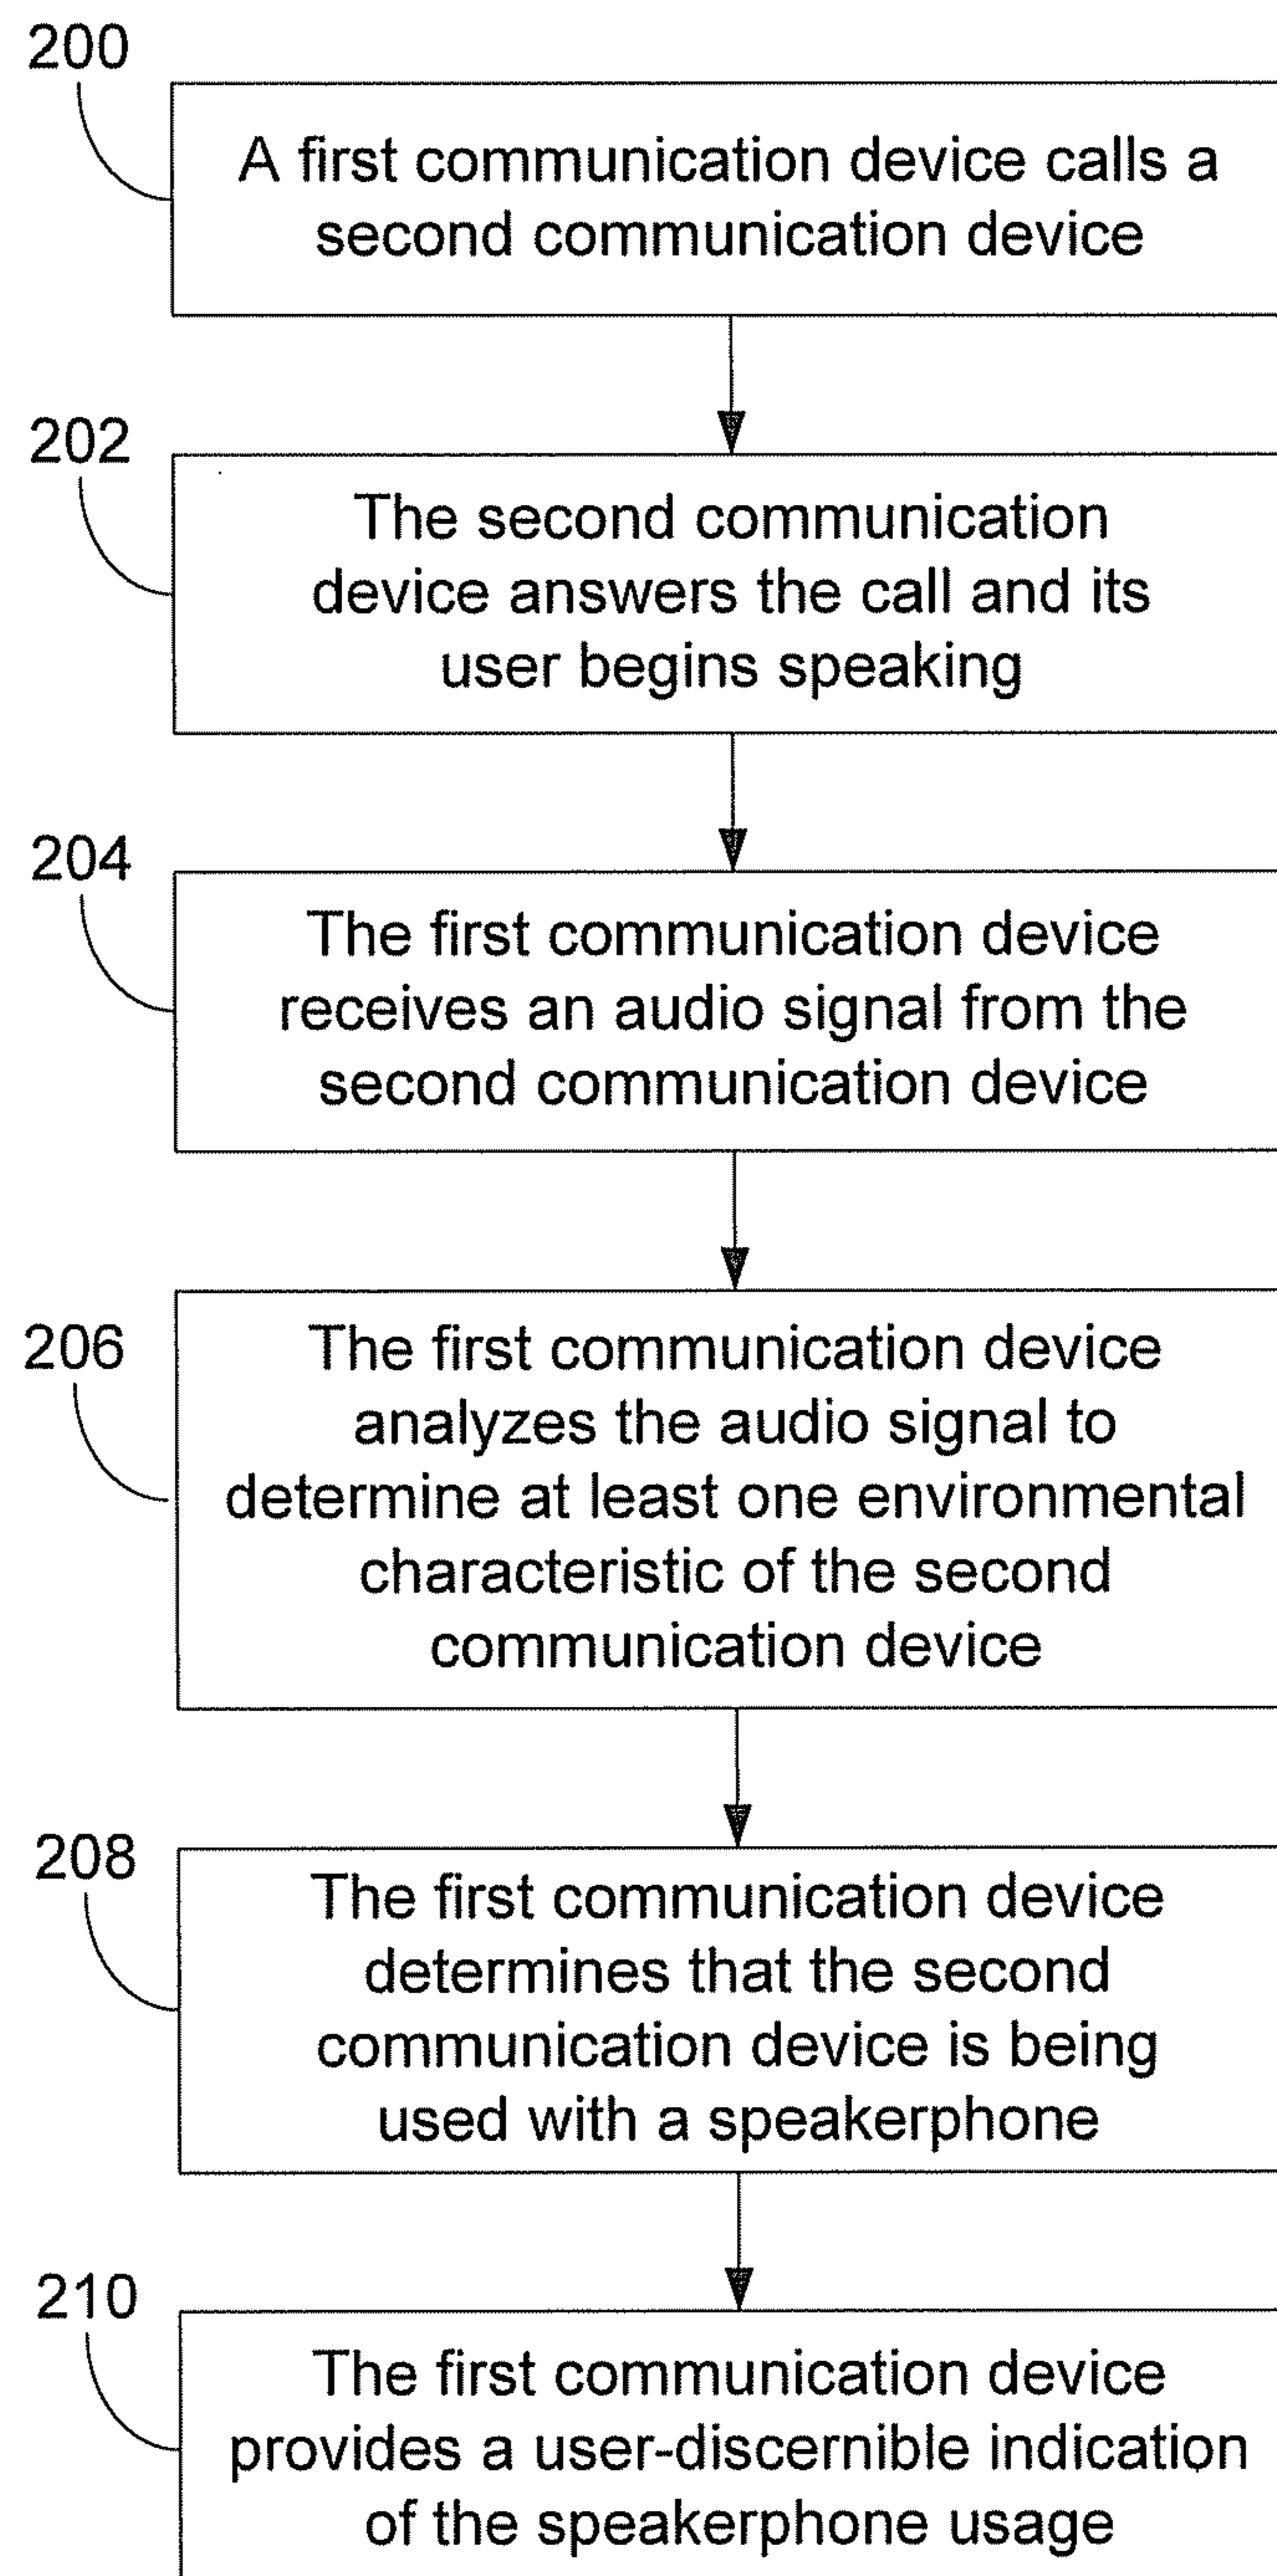 200
A first communication device calls a
second communication device
202
The second communication
device answers the call and its
user begins speaking
204
The first communication device
receives an audio signal from the
second communication device
206
The first communication device
analyzes the audio signal to
determine at least one environmental
characteristic of the second
communication device
208
The first communication device
determines that the second
communication device is being
used with a speakerphone
210
The first communication device
provides a user-discernible indication
of the speakerphone usage